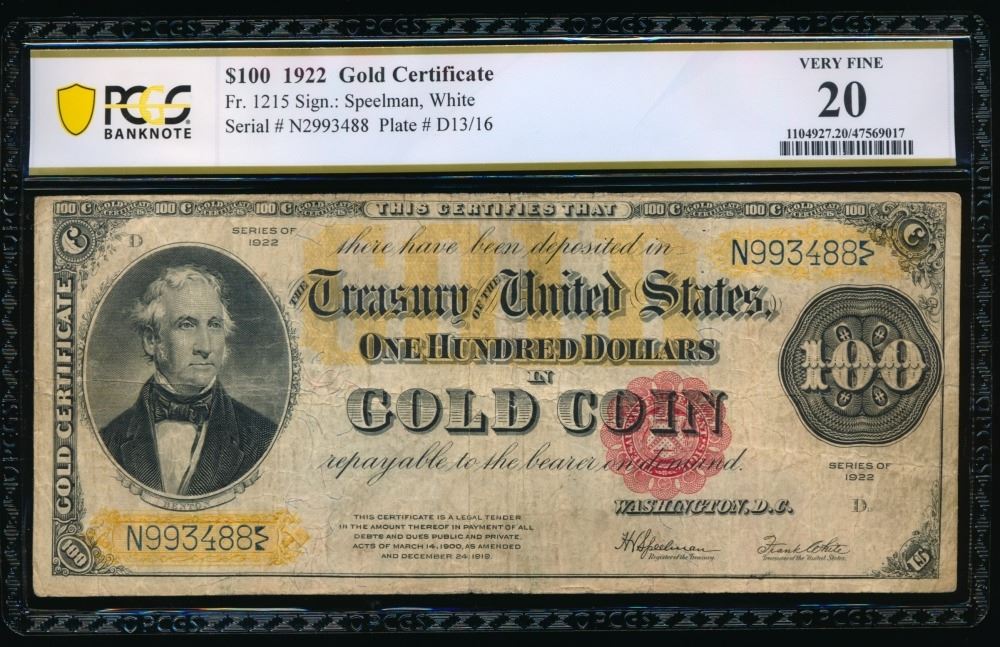 PCGS
BANKNOTE
$100 1922 Gold Certificate
Fr. 1215 Sign.: Speelman, White
Serial # N2993488 Plate # D13/16
VERY FINE
20
1104927.20/47569017
THIS CERTIFIES THAT
D
SERIES OF
1922
there have been deposited in
N993488
THE Treasury OF THE United States,
ONE HUNDRED DOLLARS
IN
GOLD COIN
repayable to the bearer on demand.
100
GOLD CERTIFICATE
BENTON
SERIES OF
1922
WASHINGTON, D.C.
D
N993488
THIS CERTIFICATE IS A LEGAL TENDER
IN THE AMOUNT THEREOF IN PAYMENT OF ALL
DEBTS AND DUES PUBLIC AND PRIVATE.
ACTS OF MARCH 14, 1900, AS AMENDED
AND DECEMBER 24, 1919.
H V Speelman
Register of the Treasury.
Frank White
Treasurer of the United States.
100